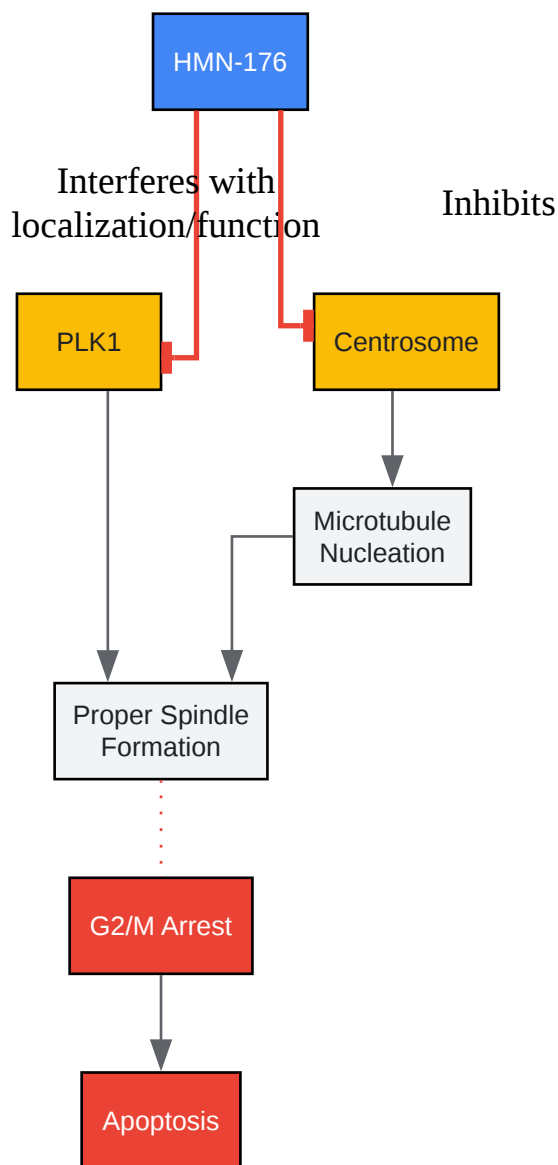 HMN-176
Interferes with
localization/function
Inhibits
PLK1
Centrosome
Microtubule
Nucleation
Proper Spindle
Formation
G2/M Arrest
Apoptosis